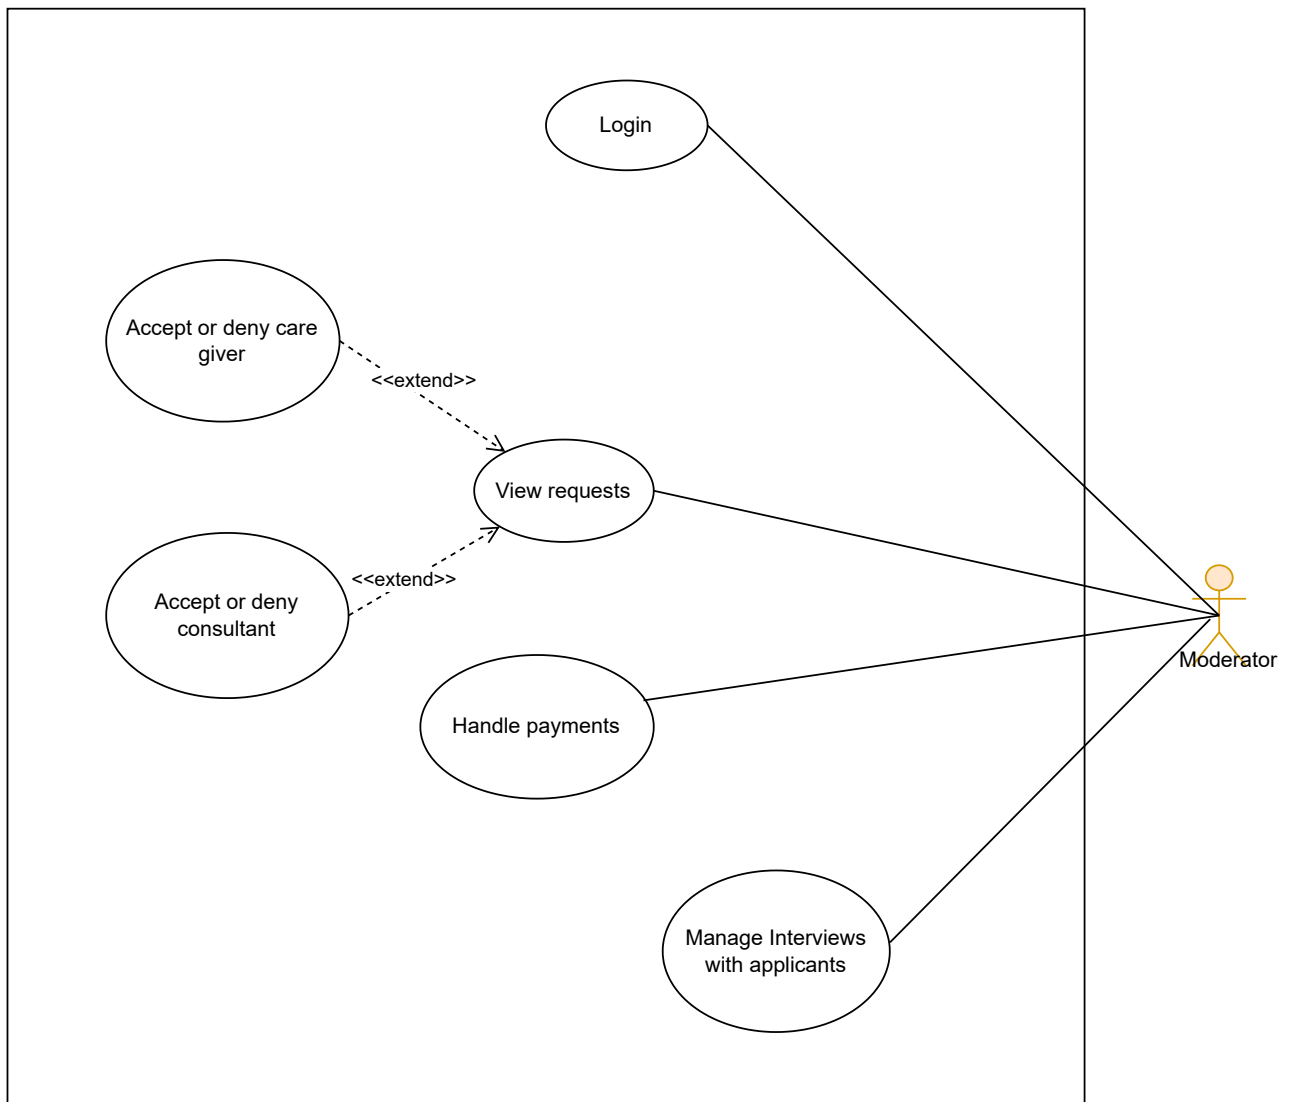 Login
Accept or deny care
giver
<<extend>>
View requests
<<extend>>
Accept or deny
consultant
Moderator
Handle payments
Manage Interviews
with applicants